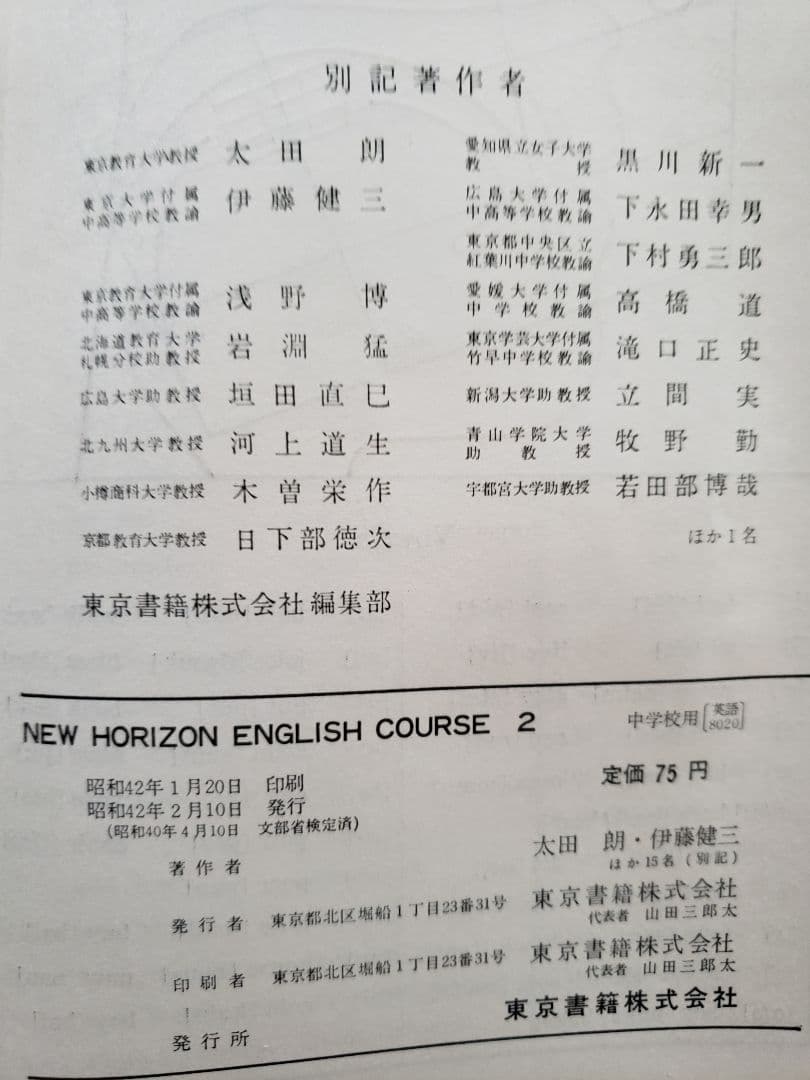 別記著作者
東京教育大学教授 太田 朗
東京大学付属中高等学校教諭 伊藤健三
東京教育大学付属中高等学校教諭 浅野 博
北海道教育大学札幌分校助教授 岩淵 猛
広島大学助教授 垣田直巳
北九州大学教授 河上道生
小樽商科大学教授 木曽栄作
京都教育大学教授 日下部徳次
愛知県立女子大学教授 黒川新一
広島大学付属中高等学校教諭 下永田幸男
東京都中央区立紅葉川中学校教諭 下村勇三郎
愛媛大学付属中学校教諭 高橋 道
東京学芸大学付属竹早中学校教諭 滝口正史
新潟大学助教授 立間 実
青山学院大学助教授 牧野 勤
宇都宮大学助教授 若田部博哉
ほか1名
東京書籍株式会社編集部
NEW HORIZON ENGLISH COURSE 2 中学校用[英語8020]
定価 75 円
昭和42年1月20日 印刷
昭和42年2月10日 発行
(昭和40年4月10日 文部省検定済)
著作者 太田 朗・伊藤健三
ほか15名(別記)
発行者 東京都北区堀船1丁目23番31号 東京書籍株式会社
代表者 山田三郎太
印刷者 東京都北区堀船1丁目23番31号 東京書籍株式会社
代表者 山田三郎太
発行所 東京書籍株式会社